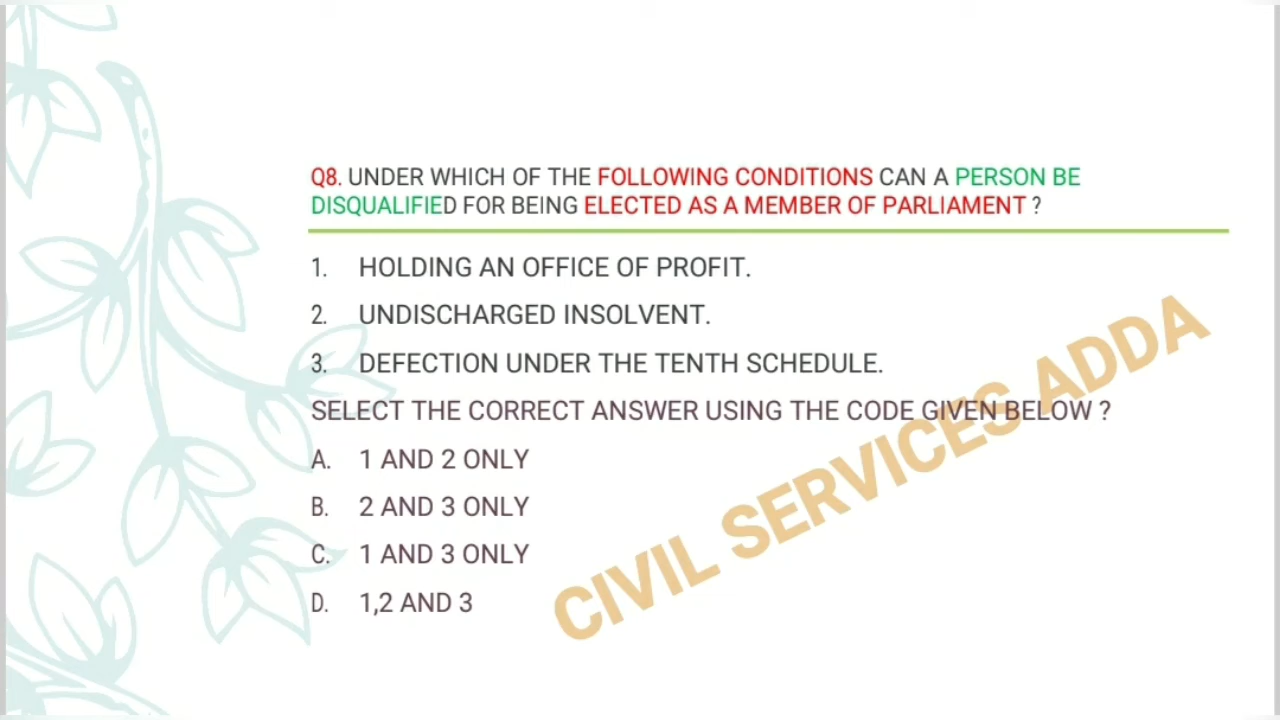 Q8. UNDER WHICH OF THE FOLLOWING CONDITIONS CAN A PERSON BE
DISQUALIFIED FOR BEING ELECTED AS A MEMBER OF PARLIAMENT ?
1. HOLDING AN OFFICE OF PROFIT.
2. UNDISCHARGED INSOLVENT.
3. DEFECTION UNDER THE TENTH SCHEDULE.
SELECT THE CORRECT ANSWER USING THE CODE GIVEN BELOW ?
A. 1 AND 2 ONLY
B. 2 AND 3 ONLY
C. 1 AND 3 ONLY
D. 1,2 AND 3
CIVIL SERVICES ADDA